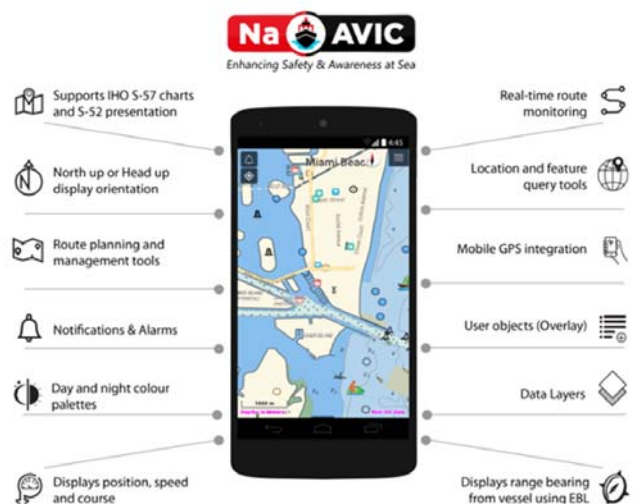 Na AVIC
Enhancing Safety & Awareness at Sea
Supports IHO S-57 charts
and S-52 presentation
North up or Head up
display orientation
Route planning and
management tools
Notifications & Alarms
Day and night colour
palettes
Displays position, speed
and course
4:45
Miami Beac
Real-time route
monitoring
Location and feature
query tools
Mobile GPS integration
User objects (Overlay)
Data Layers
Displays range bearing
from vessel using EBL